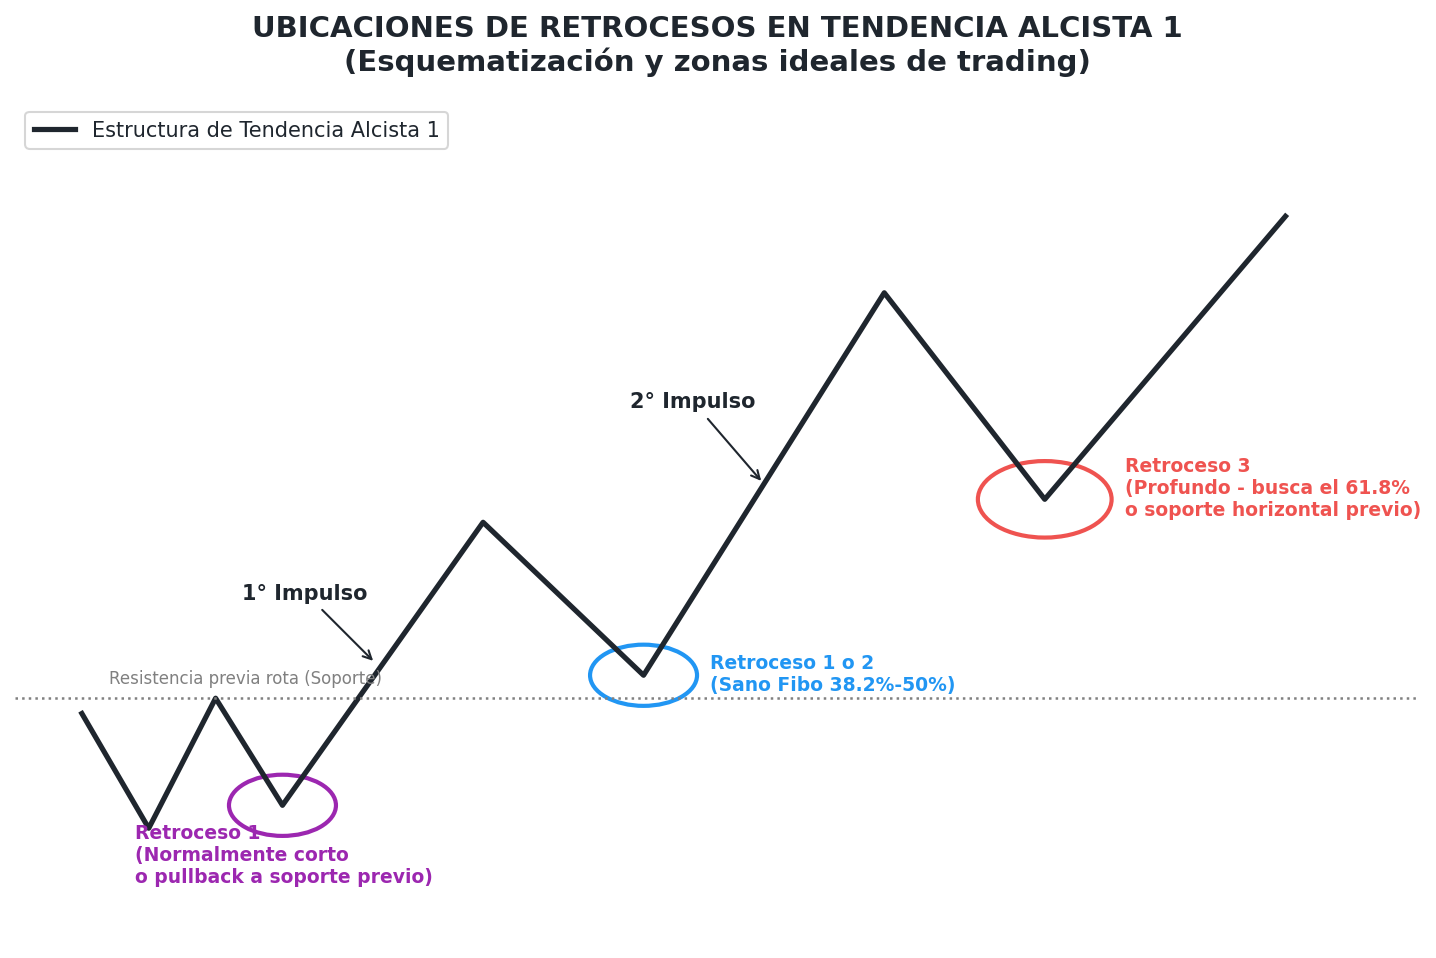 UBICACIONES DE RETROCESOS EN TENDENCIA ALCISTA 1
(Esquematización y zonas ideales de trading)
Estructura de Tendencia Alcista 1
2° Impulso
Retroceso 3
(Profundo - busca el 61.8%
o soporte horizontal previo)
1° Impulso
Resistencia previa rota (Soporte)
Retroceso 1 o 2
(Sano Fibo 38.2%-50%)
Retroceso 1
(Normalmente corto
o pullback a soporte previo)